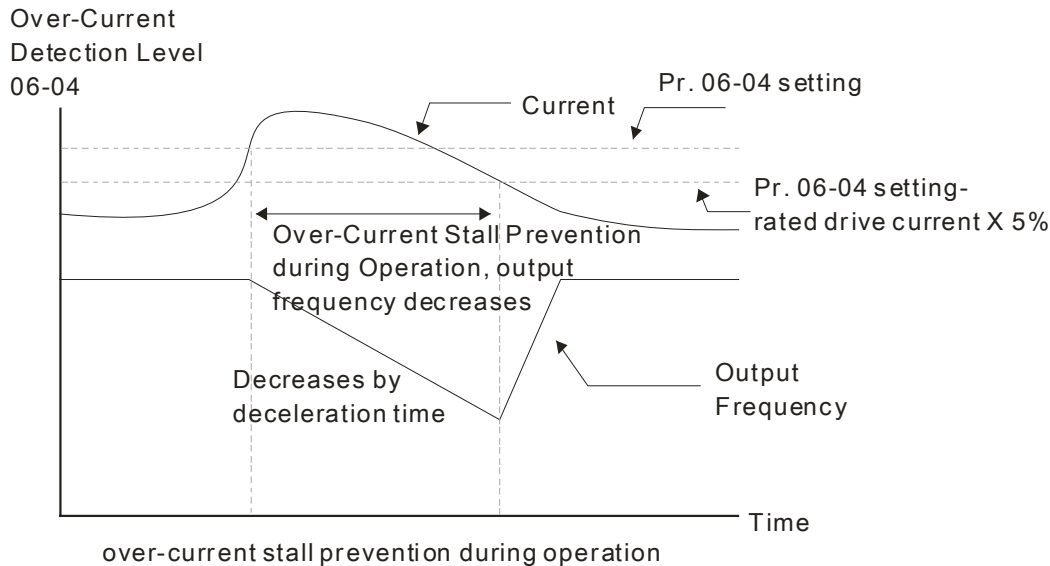 Over-Current
Detection Level
06-04
Pr. 06-04 setting
Current
Pr. 06-04 setting-
rated drive current X 5%
Over-Current Stall Prevention
during Operation, output
frequency decreases
Decreases by
deceleration time
Output
Frequency
Time
over-current stall prevention during operation